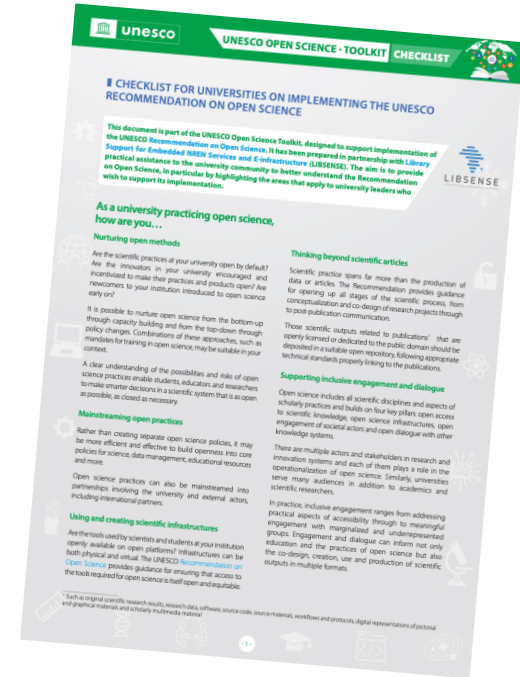 unesco
UNESCO OPEN SCIENCE · TOOLKIT CHECKLIST
CHECKLIST FOR UNIVERSITIES ON IMPLEMENTING THE UNESCO
RECOMMENDATION ON OPEN SCIENCE
This document is part of the UNESCO Open Science Toolkit, designed to support implementation of
the UNESCO Recommendation on Open Science. It has been prepared in partnership with Library
Support for Embedded NREN Services and E-infrastructure (LIBSENSE). The aim is to provide
practical assistance to the university community to better understand the Recommendation
on Open Science, in particular by highlighting the areas that apply to university leaders who
wish to support its implementation.
LIBSENSE
As a university practicing open science,
how are you…
Nurturing open methods
Are the scientific practices at your university open by default?
Are the innovators in your university encouraged and
incentivized to make their practices and products open? Are
newcomers to your institution introduced to open science
early on?
It is possible to nurture open science from the bottom-up
through capacity building and from the top-down through
policy changes. Combinations of these approaches, such as
mandates for training in open science, may be suitable in your
context.
A clear understanding of the possibilities and risks of open
science practices enable students, educators and researchers
to make smarter decisions in a scientific system that is as open
as possible, as closed as necessary.
Mainstreaming open practices
Rather than creating separate open science policies, it may
be more efficient and effective to build openness into core
policies for science, data management, educational resources
and more.
Open science practices can also be mainstreamed into
partnerships involving the university and external actors,
including international partners.
Using and creating scientific infrastructures
Are the tools used by scientists and students at your institution
openly available on open platforms? Infrastructures can be
both physical and virtual. The UNESCO Recommendation on
Open Science provides guidance for ensuring that access to
the tools required for open science is itself open and equitable.
Thinking beyond scientific articles
Scientific practice spans far more than the production of
data or articles. The Recommendation provides guidance
for opening up all stages of the scientific process, from
conceptualization and co-design of research projects through
to post-publication communication.
Those scientific outputs related to publications¹ that are
openly licensed or dedicated to the public domain should be
deposited in a suitable open repository, following appropriate
technical standards properly linking to the publications.
Supporting inclusive engagement and dialogue
Open science includes all scientific disciplines and aspects of
scholarly practices and builds on four key pillars: open access
to scientific knowledge, open science infrastructures, open
engagement of societal actors and open dialogue with other
knowledge systems.
There are multiple actors and stakeholders in research and
innovation systems and each of them plays a role in the
operationalization of open science. Similarly, universities
serve many audiences in addition to academics and
scientific researchers.
In practice, inclusive engagement ranges from addressing
practical aspects of accessibility through to meaningful
engagement with marginalized and underrepresented
groups. Engagement and dialogue can inform not only
education and the practices of open science but also
the co-design, creation, use and production of scientific
outputs in multiple formats.
¹ Such as original scientific research results, research data, software, source code, source materials, workflows and protocols, digital representations of pictorial
and graphical materials and scholarly multimedia material
- 1 -